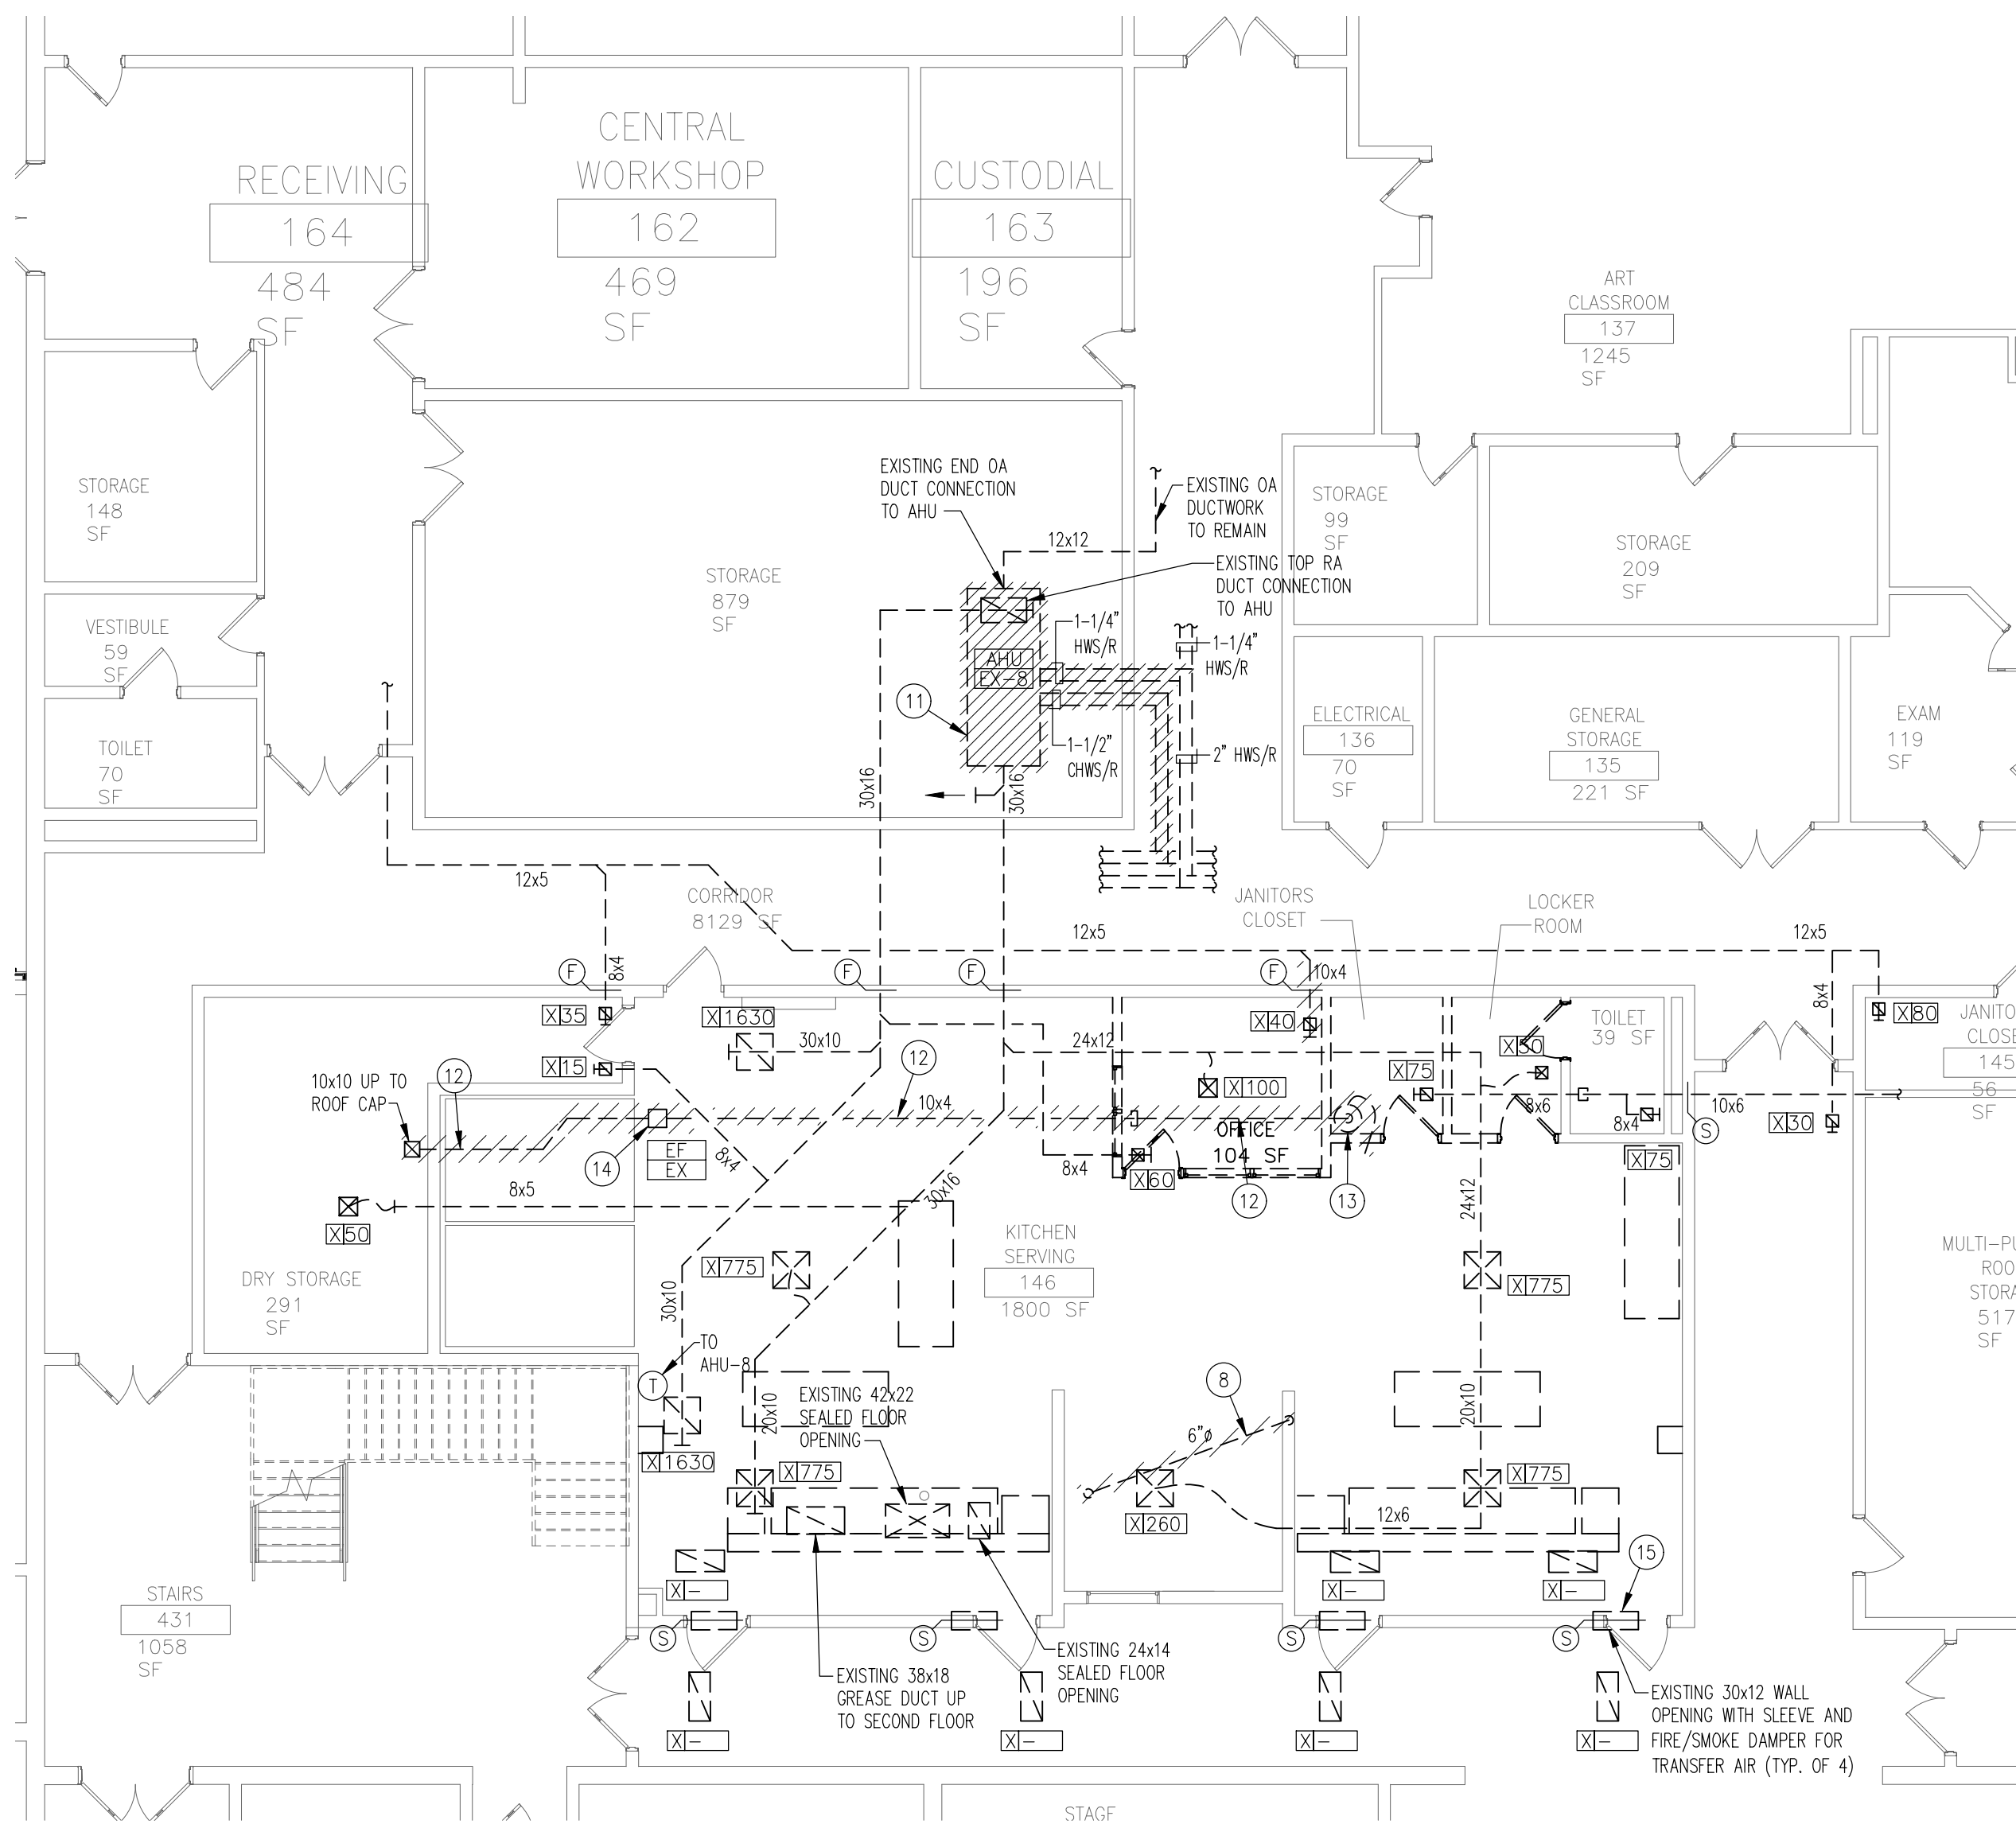 RECEIVING
164
484
SF
CENTRAL
WORKSHOP
162
469
SF
CUSTODIAL
163
196
SF
ART
CLASSROOM
137
1245
SF
STORAGE
148
SF
EXISTING END OA
DUCT CONNECTION
TO AHU
EXISTING OA
DUCTWORK
TO REMAIN
12x12
EXISTING TOP RA
DUCT CONNECTION
TO AHU
STORAGE
99
SF
STORAGE
209
SF
STORAGE
879
SF
VESTIBULE
59
SF
1-1/4"
HWS/R
1-1/4"
HWS/R
AHU
EX-8
11
TOILET
70
SF
1-1/2"
CHWS/R
2" HWS/R
30x16
30x16
ELECTRICAL
136
70
SF
GENERAL
STORAGE
135
221 SF
EXAM
119
SF
12x5
CORRIDOR
8129 SF
JANITORS
CLOSET
LOCKER
ROOM
12x5
12x5
F
8x4
F
F
F
10x4
8x4
X 35
X 1630
X 40
TOILET
39 SF
X 80
JANITO
CLOSE
145
56
SF
30x10
12
24x12
X 50
X 15
X 75
10x10 UP TO
ROOF CAP
12
X 100
10x4
8x6
10x6
8x4
X 30
S
OFFICE
104 SF
14
EF
EX
8x4
8x4
X 60
12
13
X 75
8x5
30x16
24x12
X 50
KITCHEN
SERVING
146
1800 SF
DRY STORAGE
291
SF
X 775
X 775
30x10
MULTI-PU
ROO
STORA
517
SF
TO
AHU-8
T
EXISTING 42x22
SEALED FLOOR
OPENING
20x10
8
6"ø
20x10
X 1630
X 775
X 775
X 260
12x6
15
X -
X -
X -
STAIRS
431
1058
SF
S
S
S
S
EXISTING 24x14
SEALED FLOOR
OPENING
EXISTING 38x18
GREASE DUCT UP
TO SECOND FLOOR
EXISTING 30x12 WALL
OPENING WITH SLEEVE AND
FIRE/SMOKE DAMPER FOR
TRANSFER AIR (TYP. OF 4)
X -
X -
X -
X -
STAGE